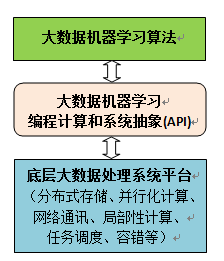 大数据机器学习算法
大数据机器学习
编程计算和系统抽象(API)
底层大数据处理系统平台
（分布式存储、并行化计算、
网络通讯、局部性计算、
任务调度、容错等）